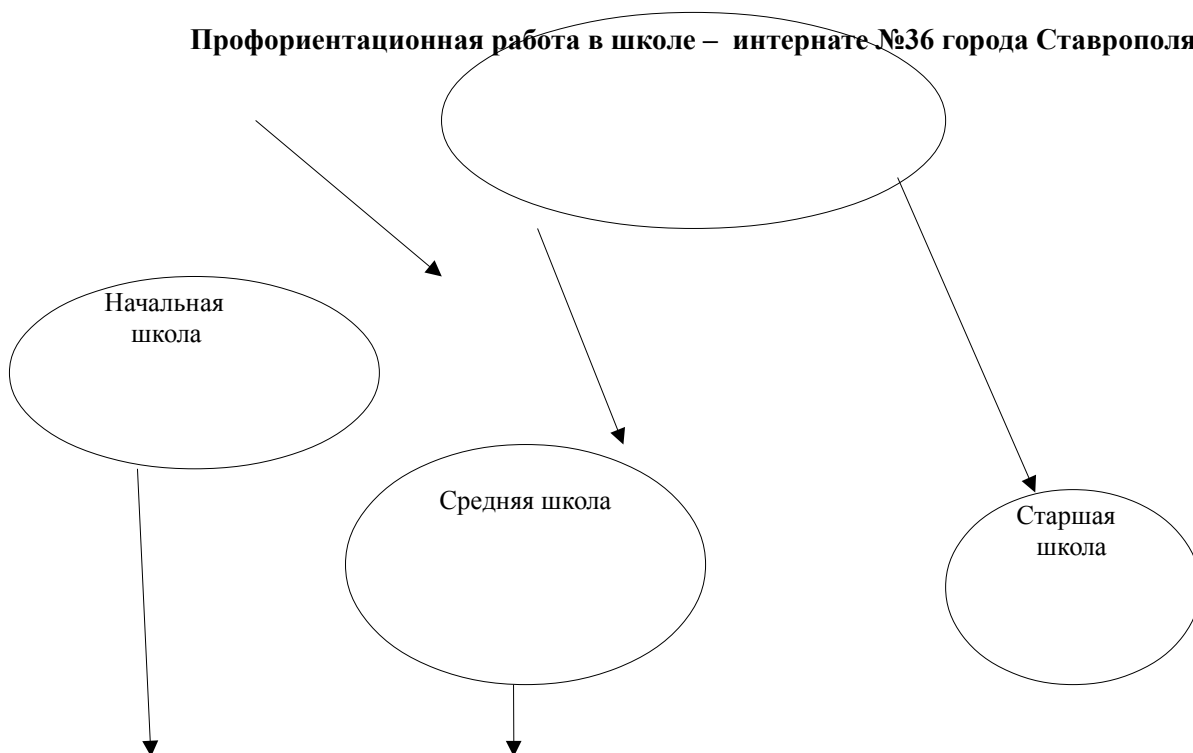 Профориентационная работа в школе – интернате №36 города Ставрополя
Начальная
школа
Средняя школа
Старшая
школа